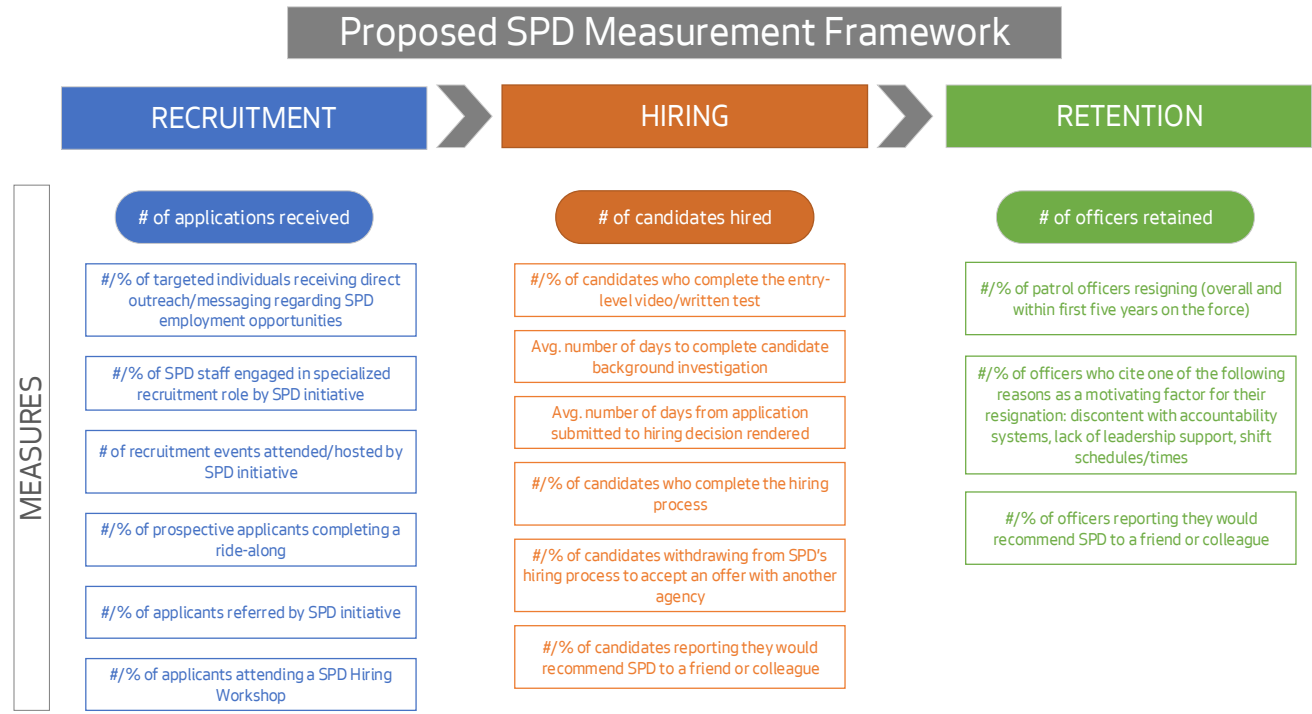 Proposed SPD Measurement Framework
RECRUITMENT
HIRING
RETENTION
MEASURES
# of applications received
#/% of targeted individuals receiving direct
outreach/messaging regarding SPD
employment opportunities
#/% of SPD staff engaged in specialized
recruitment role by SPD initiative
# of recruitment events attended/hosted by
SPD initiative
#/% of prospective applicants completing a
ride-along
#/% of applicants referred by SPD initiative
#/% of applicants attending a SPD Hiring
Workshop
# of candidates hired
#/% of candidates who complete the entry-
level video/written test
Avg. number of days to complete candidate
background investigation
Avg. number of days from application
submitted to hiring decision rendered
#/% of candidates who complete the hiring
process
#/% of candidates withdrawing from SPD's
hiring process to accept an offer with another
agency
#/% of candidates reporting they would
recommend SPD to a friend or colleague
# of officers retained
#/% of patrol officers resigning (overall and
within first five years on the force)
#/% of officers who cite one of the following
reasons as a motivating factor for their
resignation: discontent with accountability
systems, lack of leadership support, shift
schedules/times
#/% of officers reporting they would
recommend SPD to a friend or colleague